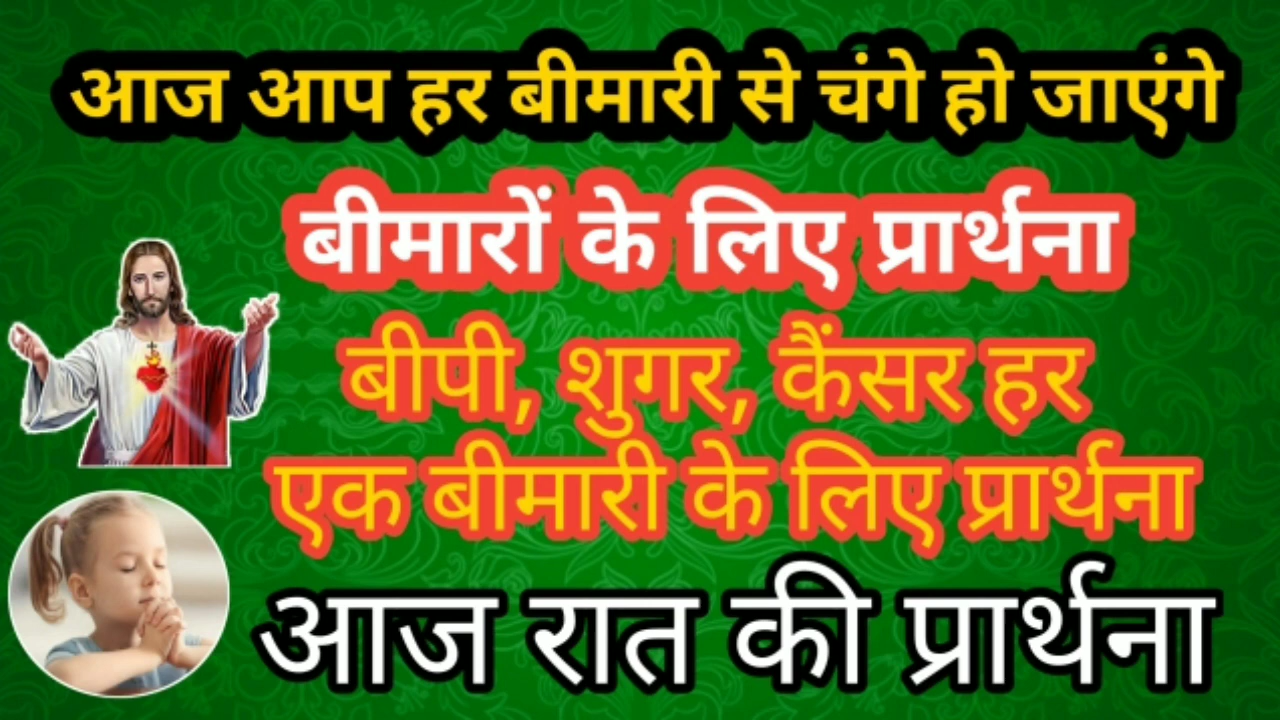 आज आप हर बीमारी से चंगे हो जाएंगे
बीमारों के लिए प्रार्थना
बीपी, शुगर, कैंसर हर
एक बीमारी के लिए प्रार्थना
आज रात की प्रार्थना